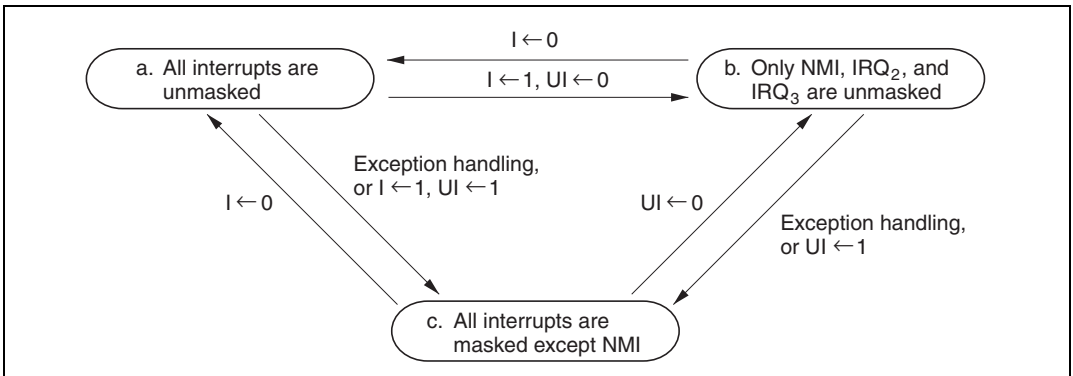 I ← 0
a. All interrupts are
unmasked
I ← 1, UI ← 0
b. Only NMI, IRQ₂, and
IRQ₃ are unmasked
Exception handling,
or I ← 1, UI ← 1
I ← 0
UI ← 0
Exception handling,
or UI ← 1
c. All interrupts are
masked except NMI